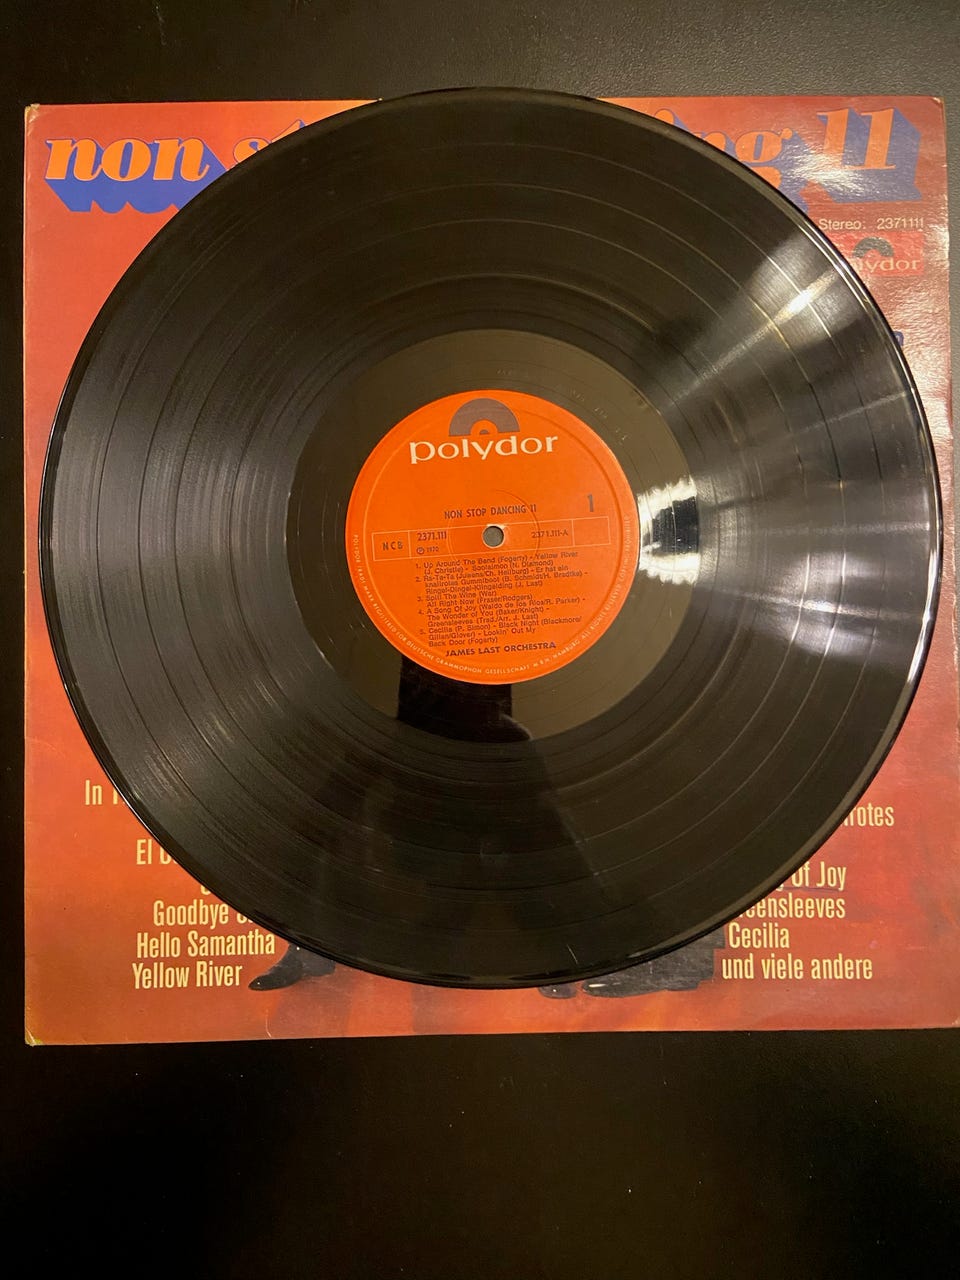 non
11
Stereo: 2371111
polydor
polydor
NON STOP DANCING 11
1
NCB
2371.111
℗ 1970
2371.111-A
1. Up Around The Band (Fogerty) - Yellow River
(J. Christie) - Soolaimon (N. Diamond)
2. Ra-Ta-Ta (Juwens/Ch. Heilburg) - Er hat ein
knallrotes Gummiboot (B. Schmidt/H. Bradtke) -
Ringel-Dingel-Klingelding (J. Last)
3. Spill The Wine (War)
All Right Now (Fraser/Rodgers)
4. A Song Of Joy (Waldo de los Rios/R. Parker) -
The Wonder of You (Baker/Knight) -
Greensleeves (Trad./Arr. J. Last)
5. Cecilia (P. Simon) - Black Night (Blackmore/
Gillan/Glover) - Lookin' Out My
Back Door (Fogerty)
JAMES LAST ORCHESTRA
In
El
Of Joy
Goodbye
Hello Samantha
Cecilia
Yellow River
und viele andere